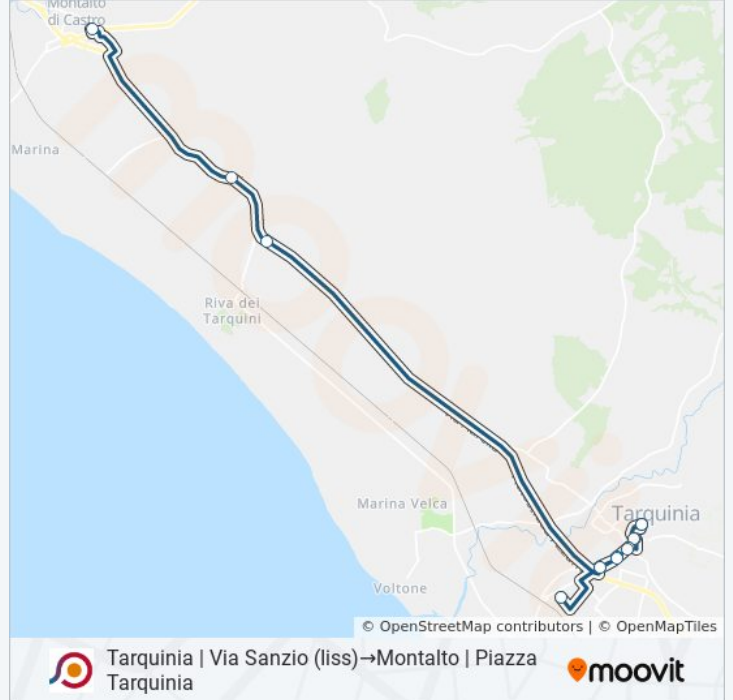 Montalto
di Castro
Marina
Riva dei
Tarquini
Marina Velca
Tarquinia
Voltone
© OpenStreetMap contributors | © OpenMapTiles
Tarquinia | Via Sanzio (Iiss)→Montalto | Piazza
Tarquinia
moovit